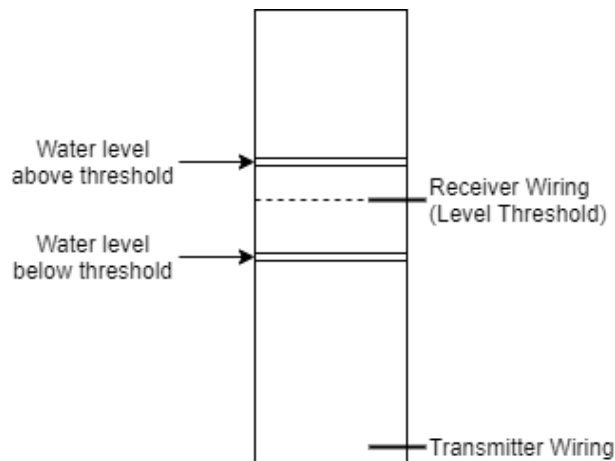 Water level
above threshold
Receiver Wiring
(Level Threshold)
Water level
below threshold
Transmitter Wiring